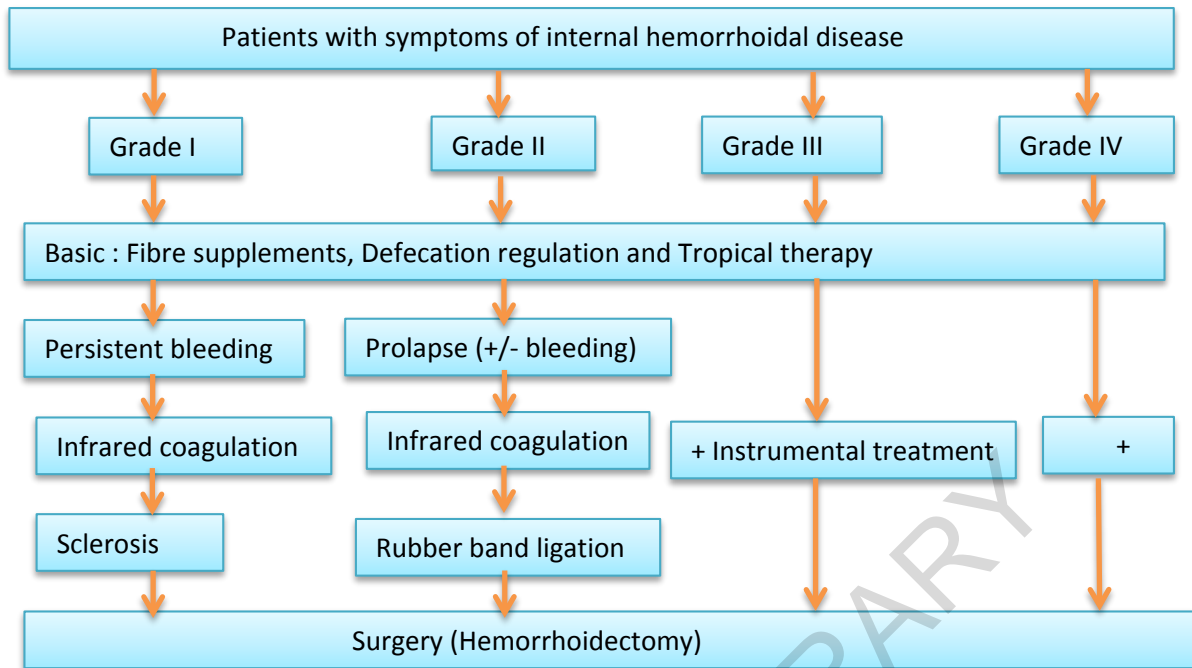 Patients with symptoms of internal hemorrhoidal disease
Grade I
Grade II
Grade III
Grade IV
Basic : Fibre supplements, Defecation regulation and Tropical therapy
Persistent bleeding
Prolapse (+/- bleeding)
Infrared coagulation
Infrared coagulation
+ Instrumental treatment
+
Sclerosis
Rubber band ligation
Surgery (Hemorrhoidectomy)